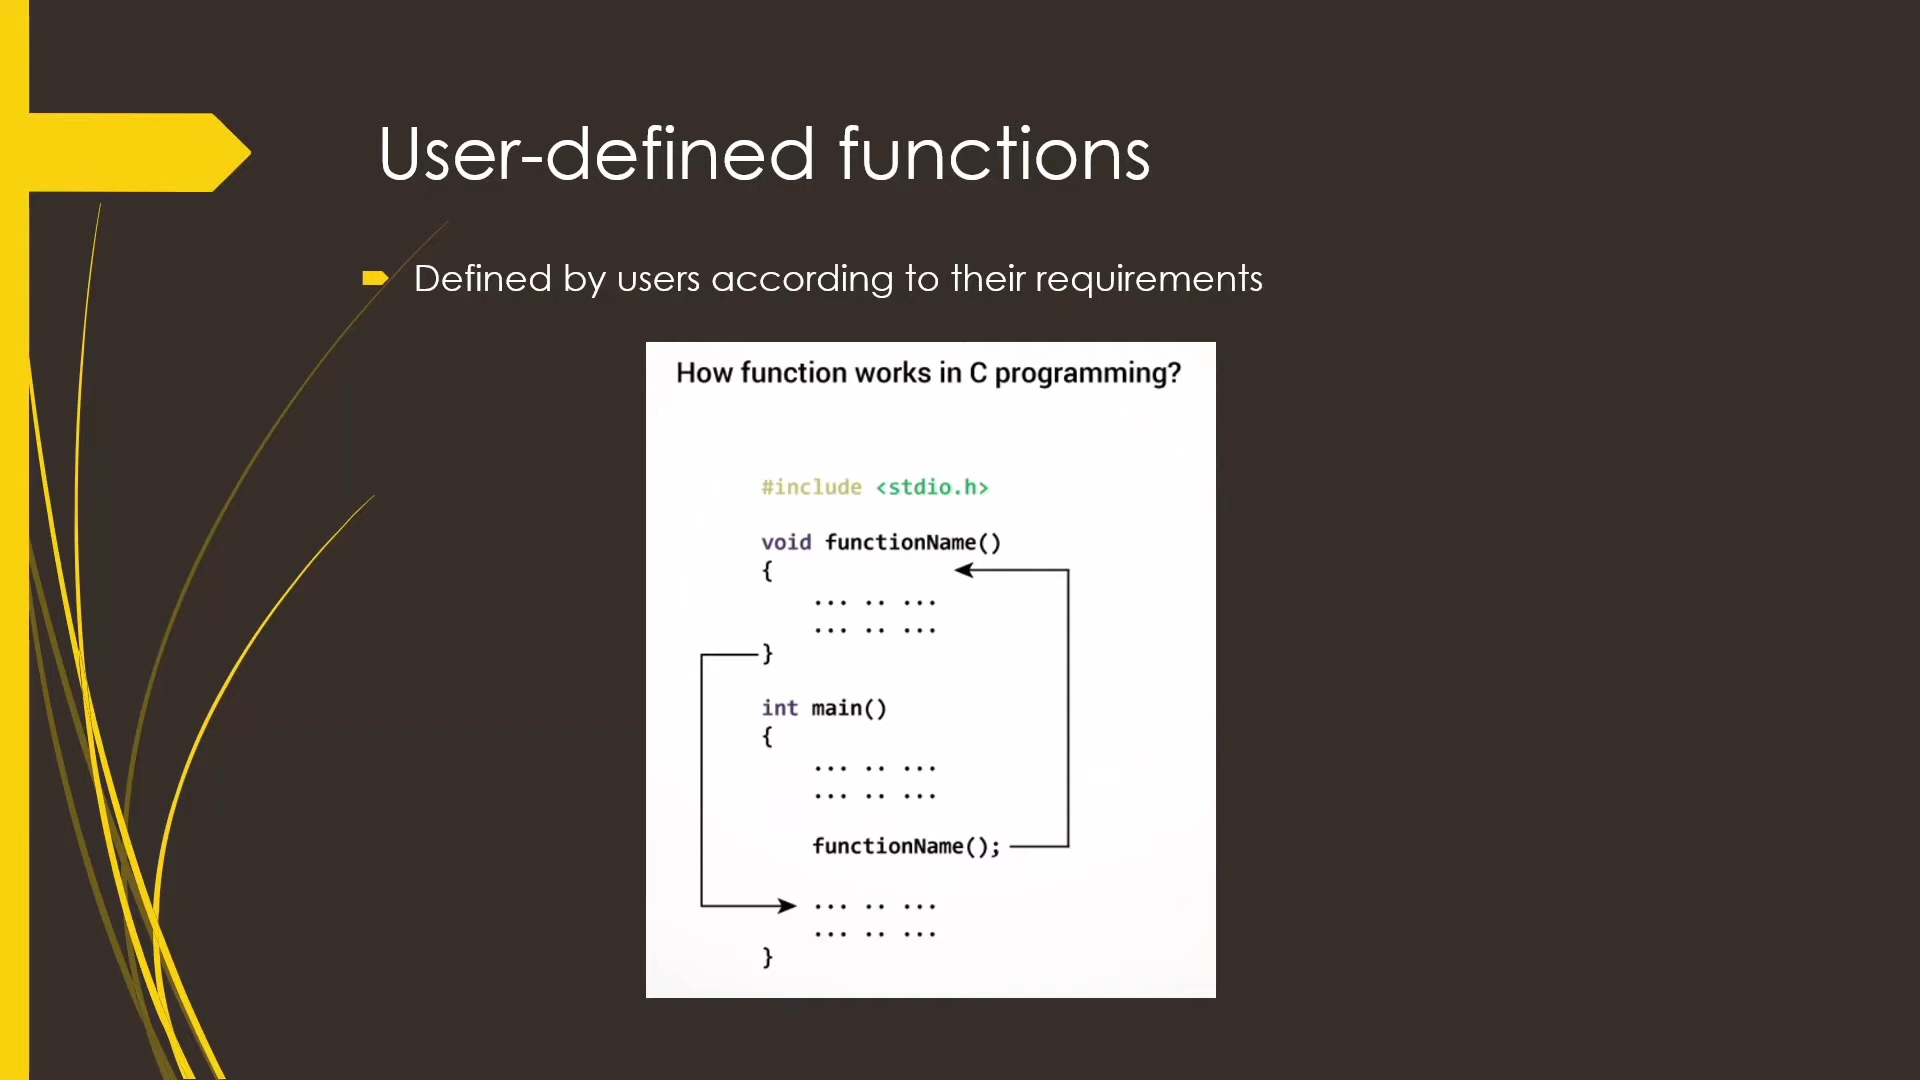 User-defined functions
Defined by users according to their requirements
How function works in C programming?
#include <stdio.h>
void functionName()
{
... .. ...
... .. ...
}
int main()
{
... .. ...
... .. ...
functionName();
... .. ...
... .. ...
}